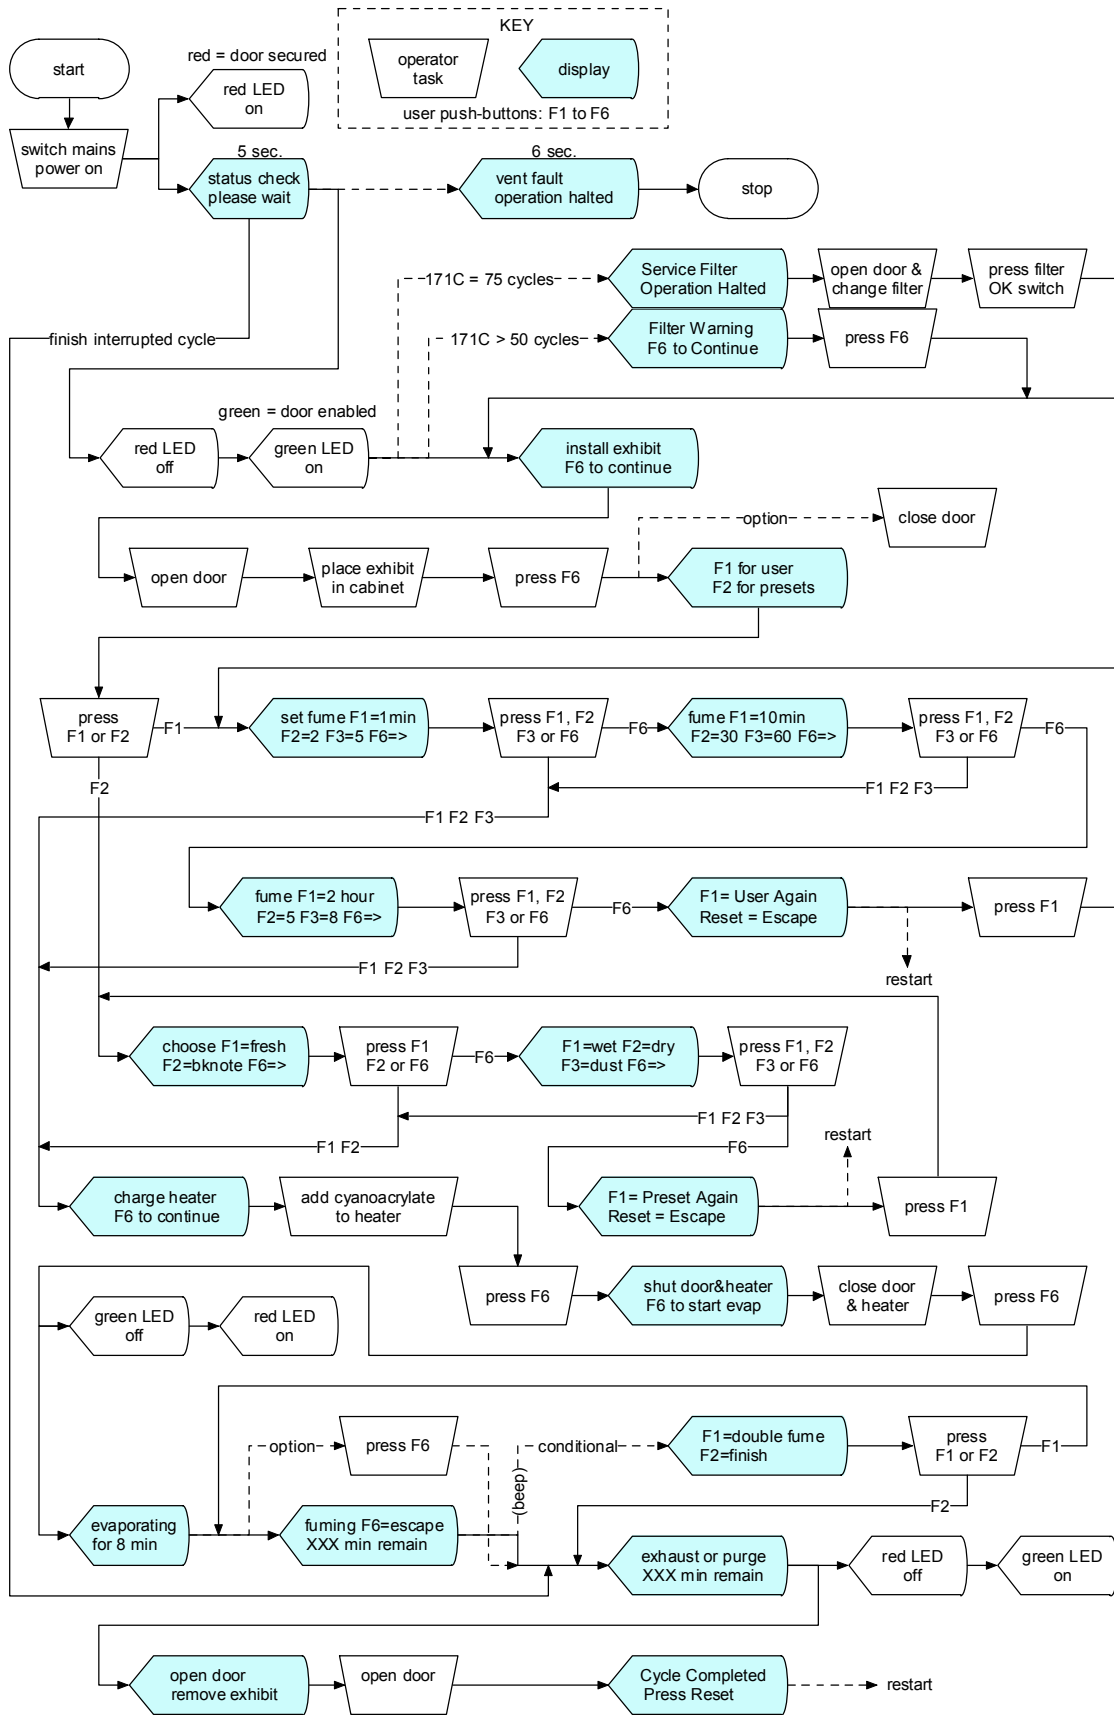 KEY
operator
task
display
user push-buttons: F1 to F6
start
red = door secured
red LED
on
switch mains
power on
5 sec.
status check
please wait
6 sec.
vent fault
operation halted
stop
171C = 75 cycles
Service Filter
Operation Halted
open door &
change filter
press filter
OK switch
finish interrupted cycle
171C > 50 cycles
Filter Warning
F6 to Continue
press F6
green = door enabled
red LED
off
green LED
on
install exhibit
F6 to continue
option
close door
open door
place exhibit
in cabinet
press F6
F1 for user
F2 for presets
press
F1 or F2
F1
set fume F1=1min
F2=2 F3=5 F6=>
press F1, F2
F3 or F6
F6
fume F1=10min
F2=30 F3=60 F6=>
press F1, F2
F3 or F6
F6
F2
F1 F2 F3
F1 F2 F3
fume F1=2 hour
F2=5 F3=8 F6=>
press F1, F2
F3 or F6
F6
F1= User Again
Reset = Escape
press F1
F1 F2 F3
restart
choose F1=fresh
F2=bknote F6=>
press F1
F2 or F6
F6
F1=wet F2=dry
F3=dust F6=>
press F1, F2
F3 or F6
F1 F2 F3
F1 F2
F6
restart
charge heater
F6 to continue
add cyanoacrylate
to heater
F1= Preset Again
Reset = Escape
press F1
press F6
shut door&heater
F6 to start evap
close door
& heater
press F6
green LED
off
red LED
on
option
press F6
(beep)
conditional
F1=double fume
F2=finish
press
F1 or F2
F1
F2
evaporating
for 8 min
fuming F6=escape
XXX min remain
exhaust or purge
XXX min remain
red LED
off
green LED
on
open door
remove exhibit
open door
Cycle Completed
Press Reset
restart